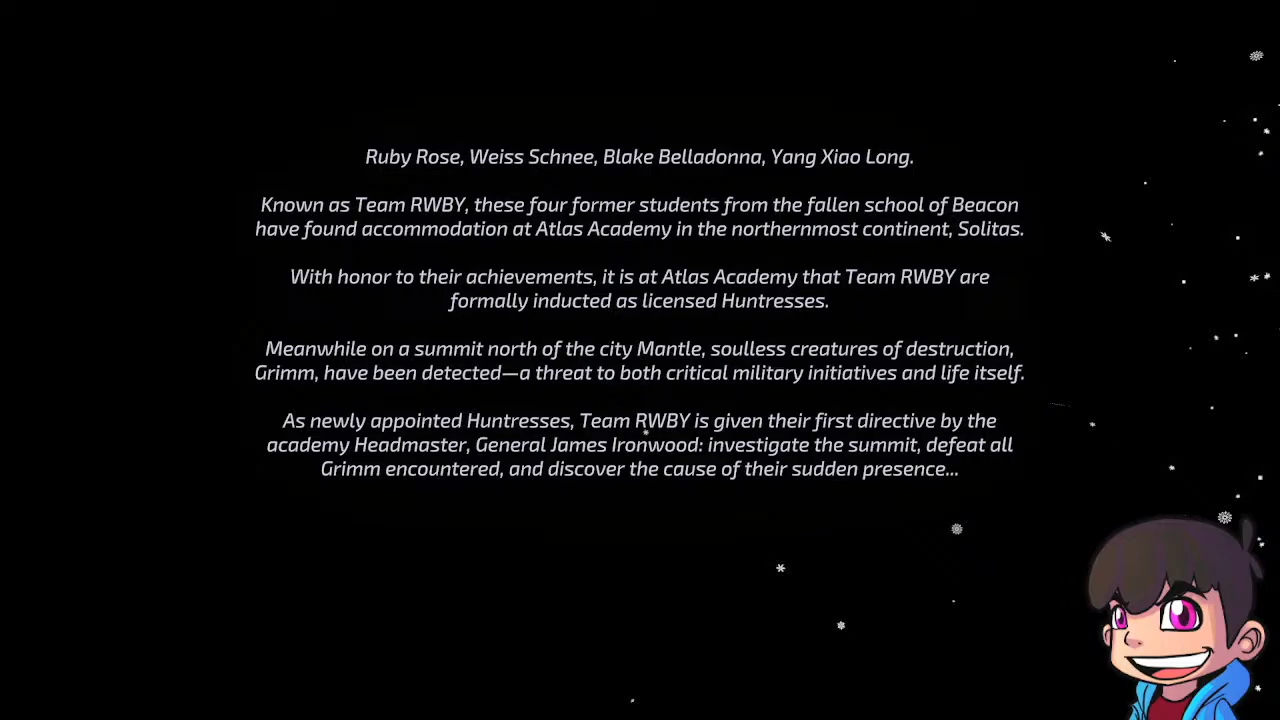 Ruby Rose, Weiss Schnee, Blake Belladonna, Yang Xiao Long.
Known as Team RWBY, these four former students from the fallen school of Beacon
have found accommodation at Atlas Academy in the northernmost continent, Solitas.
With honor to their achievements, it is at Atlas Academy that Team RWBY are
formally inducted as licensed Huntresses.
Meanwhile on a summit north of the city Mantle, soulless creatures of destruction,
Grimm, have been detected—a threat to both critical military initiatives and life itself.
As newly appointed Huntresses, Team RWBY is given their first directive by the
academy Headmaster, General James Ironwood: investigate the summit, defeat all
Grimm encountered, and discover the cause of their sudden presence...